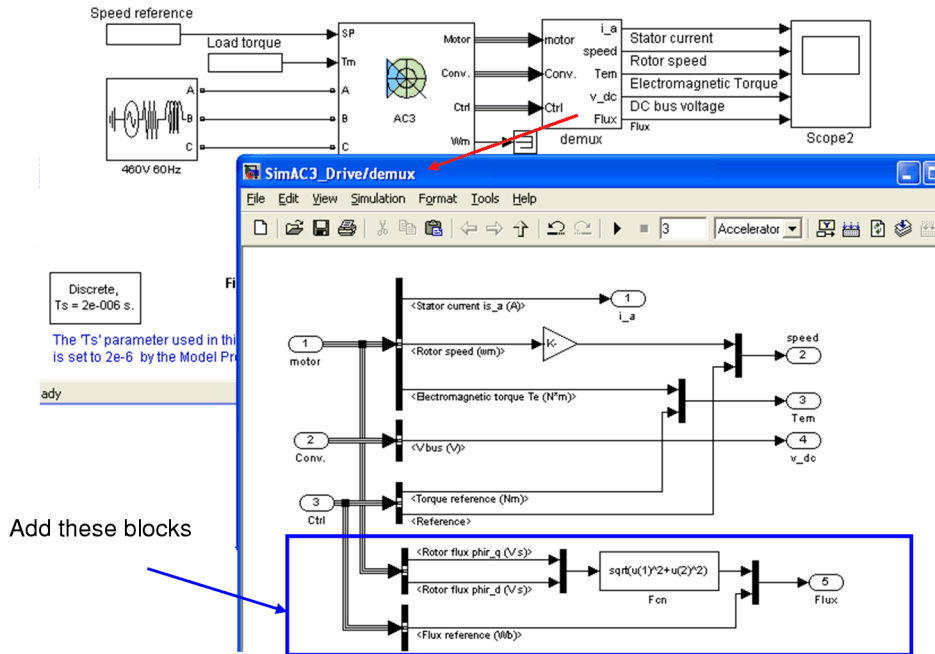 Speed reference
Load torque
SP
Tm
A
B
C
AC3
Motor
Conv.
Ctrl
Wm
A
B
C
460V 60Hz
motor
Conv.
Ctrl
i_a
speed
Tem
v_dc
Flux
demux
Stator current
Rotor speed
Electromagnetic Torque
DC bus voltage
Flux
Scope2
SimAC3_Drive/demux
File Edit View Simulation Format Tools Help
3
Accelerator
Discrete,
Ts = 2e-006 s.
Fi
The 'Ts' parameter used in thi
is set to 2e-6 by the Model Pr
ady
1
motor
2
Conv.
3
Ctrl
<Stator current is_a (A)>
1
i_a
<Rotor speed (wm)>
-K-
speed
2
<Electromagnetic torque Te (N*m)>
3
Tem
<V bus (V)>
4
v_dc
<Torque reference (Nm)>
<Reference>
Add these blocks
<Rotor flux phir_q (V s)>
<Rotor flux phir_d (V s)>
sqrt(u(1)^2+u(2)^2)
Fcn
5
Flux
<Flux reference (Wb)>